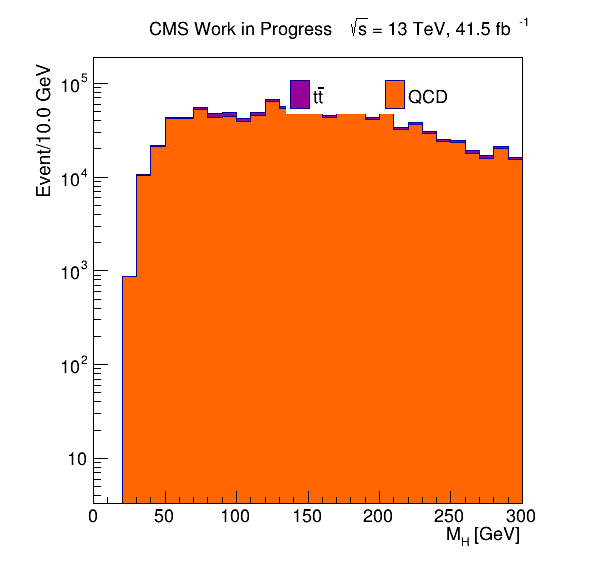 CMS Work in Progress √s = 13 TeV, 41.5 fb⁻¹
Event/10.0 GeV
tt̄ QCD
10⁵
10⁴
10³
10²
10
0 50 100 150 200 250 300
M_H [GeV]